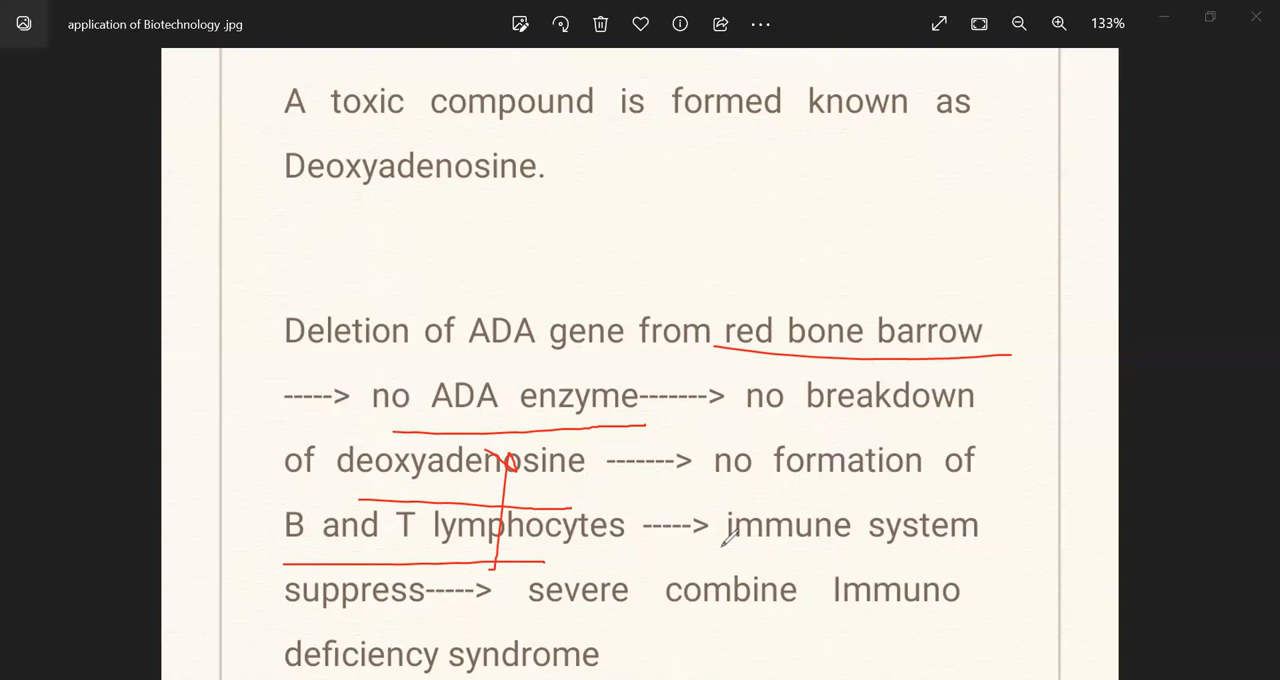 application of Biotechnology .jpg
133%
A toxic compound is formed known as
Deoxyadenosine.
Deletion of ADA gene from red bone barrow
-----> no ADA enzyme-------> no breakdown
of deoxyadenosine -------> no formation of
B and T lymphocytes -----> immune system
suppress-----> severe combine Immuno
deficiency syndrome